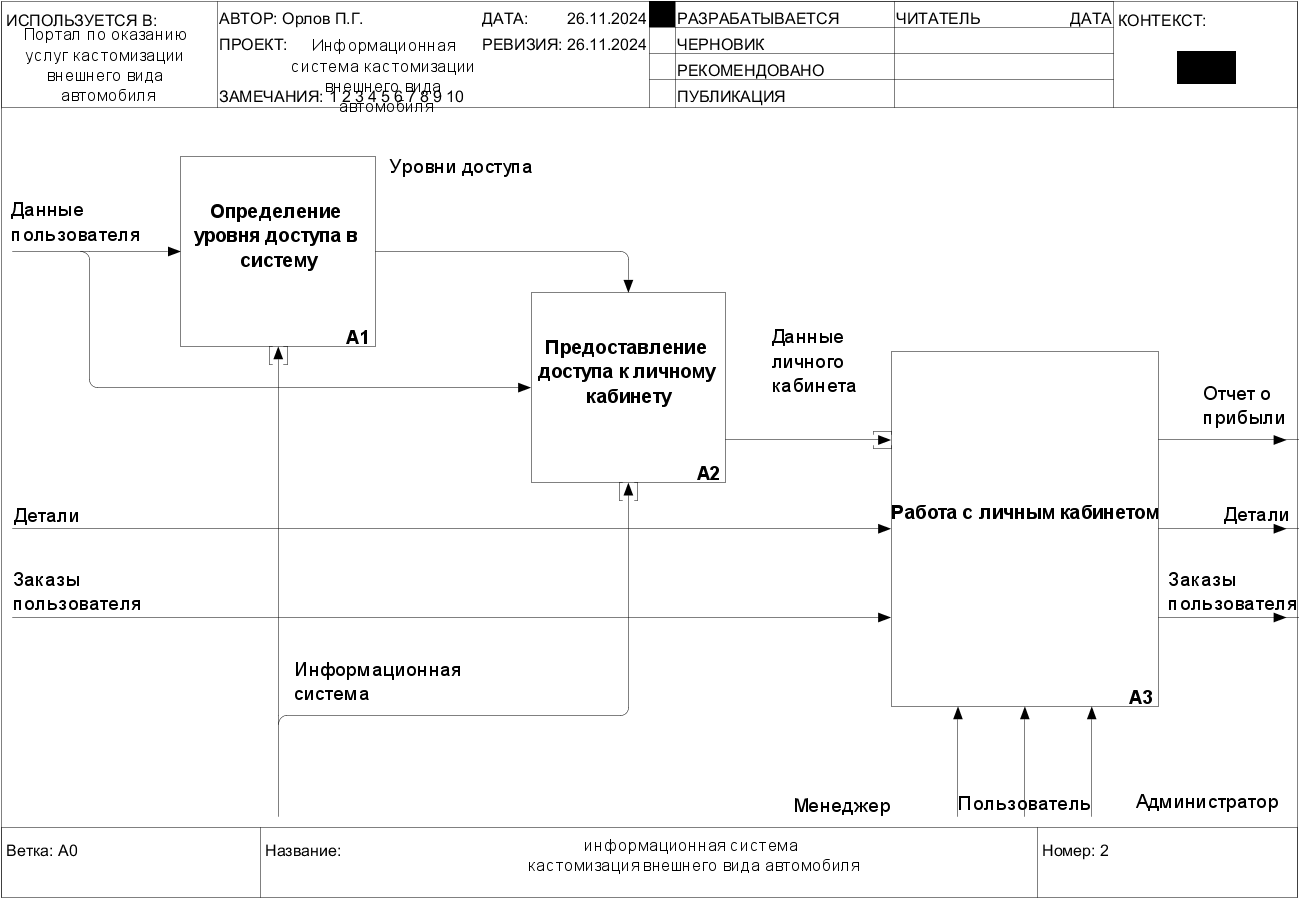 ИСПОЛЬЗУЕТСЯ В:
Портал по оказанию
услуг кастомизации
внешнего вида
автомобиля
АВТОР: Орлов П.Г.
ДАТА: 26.11.2024
ПРОЕКТ: Информационная
система кастомизации
внешнего вида
автомобиля
РЕВИЗИЯ: 26.11.2024
ЗАМЕЧАНИЯ: 1 2 3 4 5 6 7 8 9 10
РАЗРАБАТЫВАЕТСЯ
ЧЕРНОВИК
РЕКОМЕНДОВАНО
ПУБЛИКАЦИЯ
ЧИТАТЕЛЬ ДАТА
КОНТЕКСТ:
Уровни доступа
Данные
пользователя
Определение
уровня доступа в
систему
A1
Предоставление
доступа к личному
кабинету
A2
Данные
личного
кабинета
Отчет о
прибыли
Детали
Работа с личным кабинетом
Детали
Заказы
пользователя
Заказы
пользователя
Информационная
система
A3
Менеджер
Пользователь
Администратор
Ветка: A0
Название:
информационная система
кастомизация внешнего вида автомобиля
Номер: 2